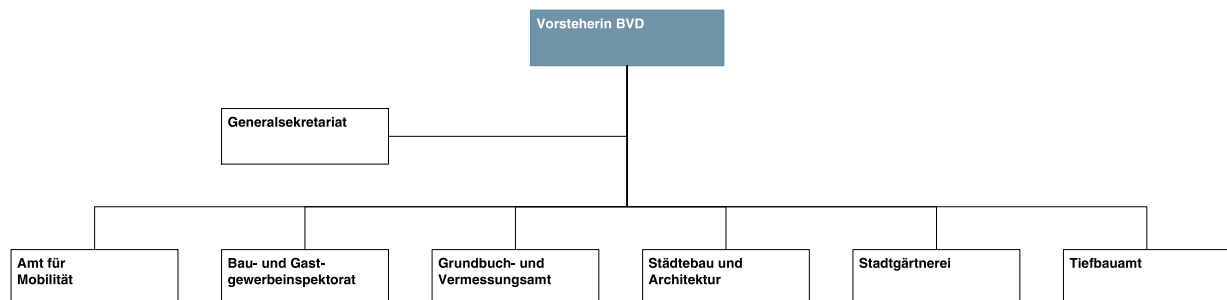 Vorsteherin BVD
Generalsekretariat
Amt für
Mobilität
Bau- und Gast-
gewerbeinspektorat
Grundbuch- und
Vermessungsamt
Städtebau und
Architektur
Stadtgärtnerei
Tiefbauamt